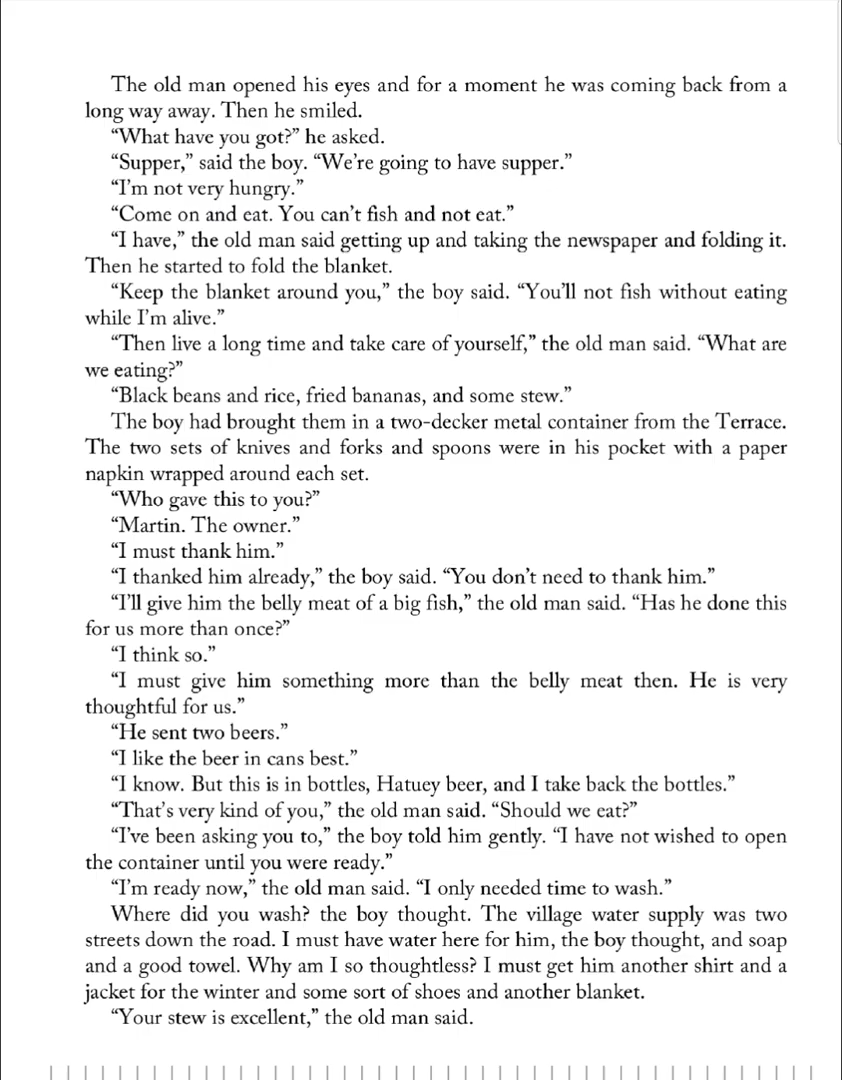 The old man opened his eyes and for a moment he was coming back from a
long way away. Then he smiled.
“What have you got?” he asked.
“Supper,” said the boy. “We’re going to have supper.”
“I’m not very hungry.”
“Come on and eat. You can’t fish and not eat.”
“I have,” the old man said getting up and taking the newspaper and folding it.
Then he started to fold the blanket.
“Keep the blanket around you,” the boy said. “You’ll not fish without eating
while I’m alive.”
“Then live a long time and take care of yourself,” the old man said. “What are
we eating?”
“Black beans and rice, fried bananas, and some stew.”
The boy had brought them in a two-decker metal container from the Terrace.
The two sets of knives and forks and spoons were in his pocket with a paper
napkin wrapped around each set.
“Who gave this to you?”
“Martin. The owner.”
“I must thank him.”
“I thanked him already,” the boy said. “You don’t need to thank him.”
“I’ll give him the belly meat of a big fish,” the old man said. “Has he done this
for us more than once?”
“I think so.”
“I must give him something more than the belly meat then. He is very
thoughtful for us.”
“He sent two beers.”
“I like the beer in cans best.”
“I know. But this is in bottles, Hatuey beer, and I take back the bottles.”
“That’s very kind of you,” the old man said. “Should we eat?”
“I’ve been asking you to,” the boy told him gently. “I have not wished to open
the container until you were ready.”
“I’m ready now,” the old man said. “I only needed time to wash.”
Where did you wash? the boy thought. The village water supply was two
streets down the road. I must have water here for him, the boy thought, and soap
and a good towel. Why am I so thoughtless? I must get him another shirt and a
jacket for the winter and some sort of shoes and another blanket.
“Your stew is excellent,” the old man said.